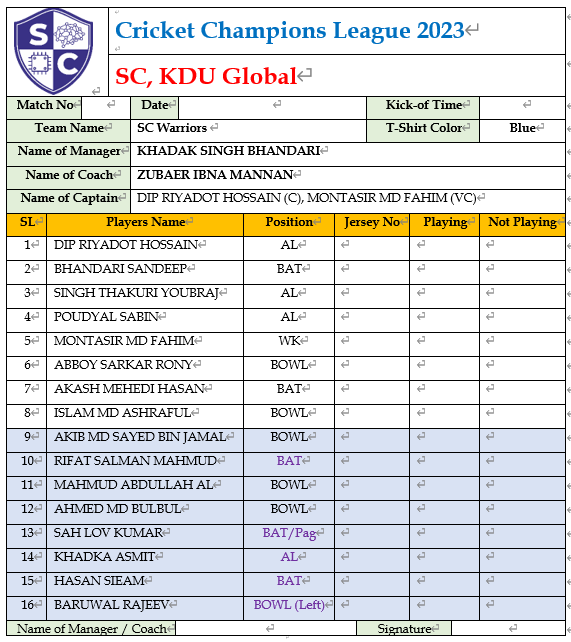 S
C
Cricket Champions League 2023
SC, KDU Global
Match No Date Kick-of Time
Team Name SC Warriors T-Shirt Color Blue
Name of Manager KHADAK SINGH BHANDARI
Name of Coach ZUBAER IBNA MANNAN
Name of Captain DIP RIYADOT HOSSAIN (C), MONTASIR MD FAHIM (VC)
SL Players Name Position Jersey No Playing Not Playing
1 DIP RIYADOT HOSSAIN AL
2 BHANDARI SANDEEP BAT
3 SINGH THAKURI YOUBRAJ AL
4 POUDYAL SABIN AL
5 MONTASIR MD FAHIM WK
6 ABBOY SARKAR RONY BOWL
7 AKASH MEHEDI HASAN BAT
8 ISLAM MD ASHRAFUL BOWL
9 AKIB MD SAYED BIN JAMAL BOWL
10 RIFAT SALMAN MAHMUD BAT
11 MAHMUD ABDULLAH AL BOWL
12 AHMED MD BULBUL BOWL
13 SAH LOV KUMAR BAT/Pag
14 KHADKA ASMIT AL
15 HASAN SIEAM BAT
16 BARUWAL RAJEEV BOWL (Left)
Name of Manager / Coach Signature